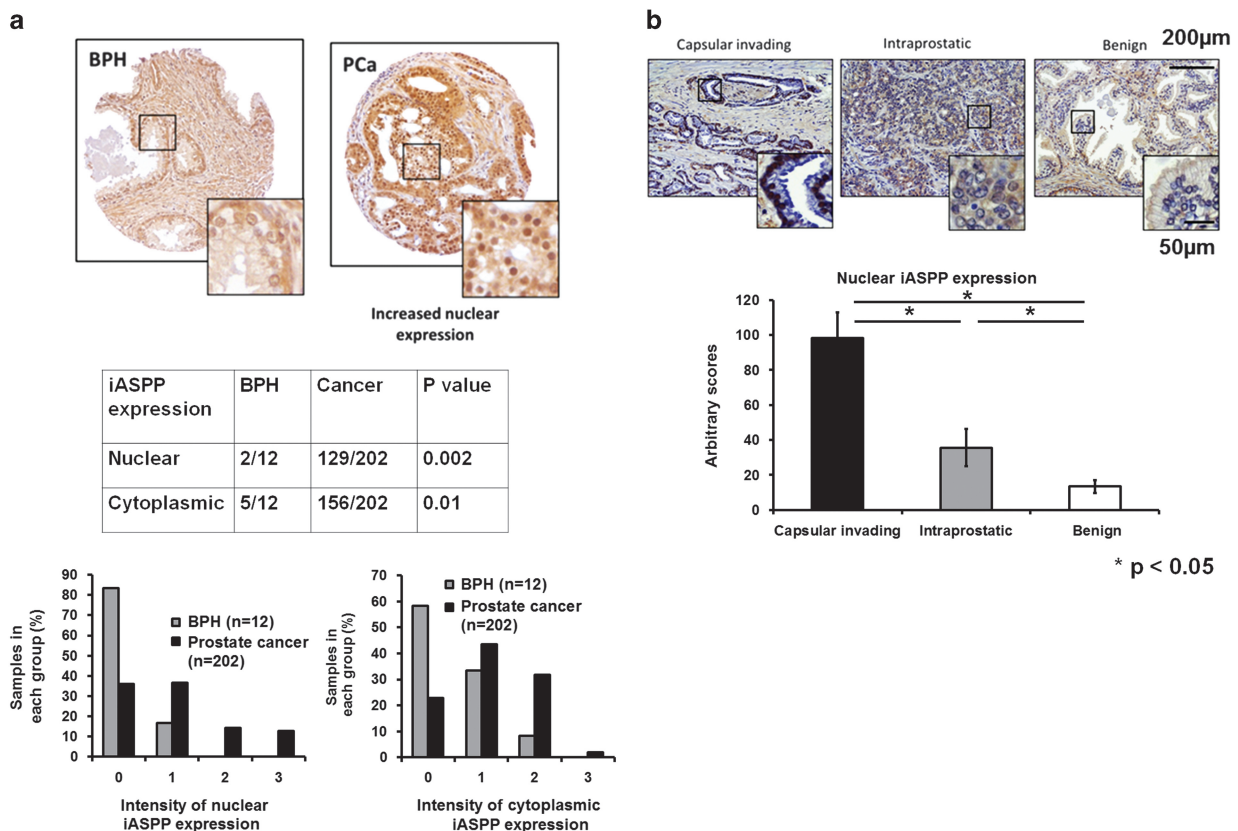 a
BPH
PCa
Increased nuclear
expression
iASPP
expression
BPH
Cancer
P value
Nuclear
2/12
129/202
0.002
Cytoplasmic
5/12
156/202
0.01
90
80
70
60
50
40
30
20
10
0
Samples in
each group (%)
BPH (n=12)
Prostate cancer
(n=202)
0 1 2 3
Intensity of nuclear
iASPP expression
70
60
50
40
30
20
10
0
Samples in
each group (%)
BPH (n=12)
Prostate cancer
(n=202)
0 1 2 3
Intensity of cytoplasmic
iASPP expression
b
Capsular invading
Intraprostatic
Benign
200µm
50µm
Nuclear iASPP expression
120
100
80
60
40
20
0
Arbitrary scores
*
* *
Capsular invading Intraprostatic Benign
* p < 0.05